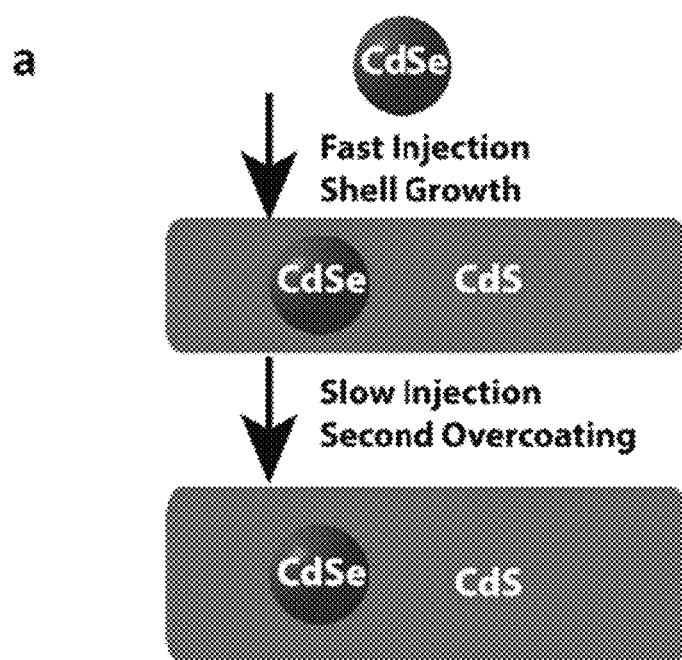 a
CdSe
Fast Injection
Shell Growth
CdSe CdS
Slow Injection
Second Overcoating
CdSe CdS